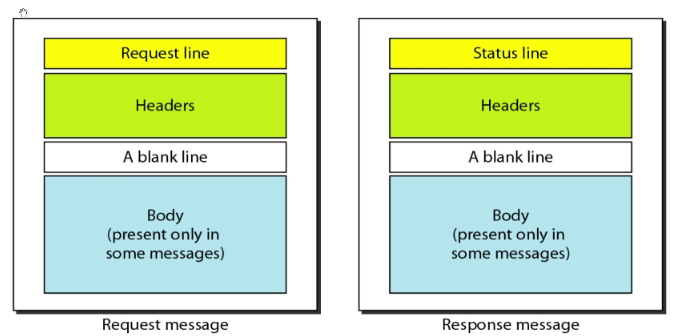 Request line
Headers
A blank line
Body
(present only in
some messages)
Request message
Status line
Headers
A blank line
Body
(present only in
some messages)
Response message